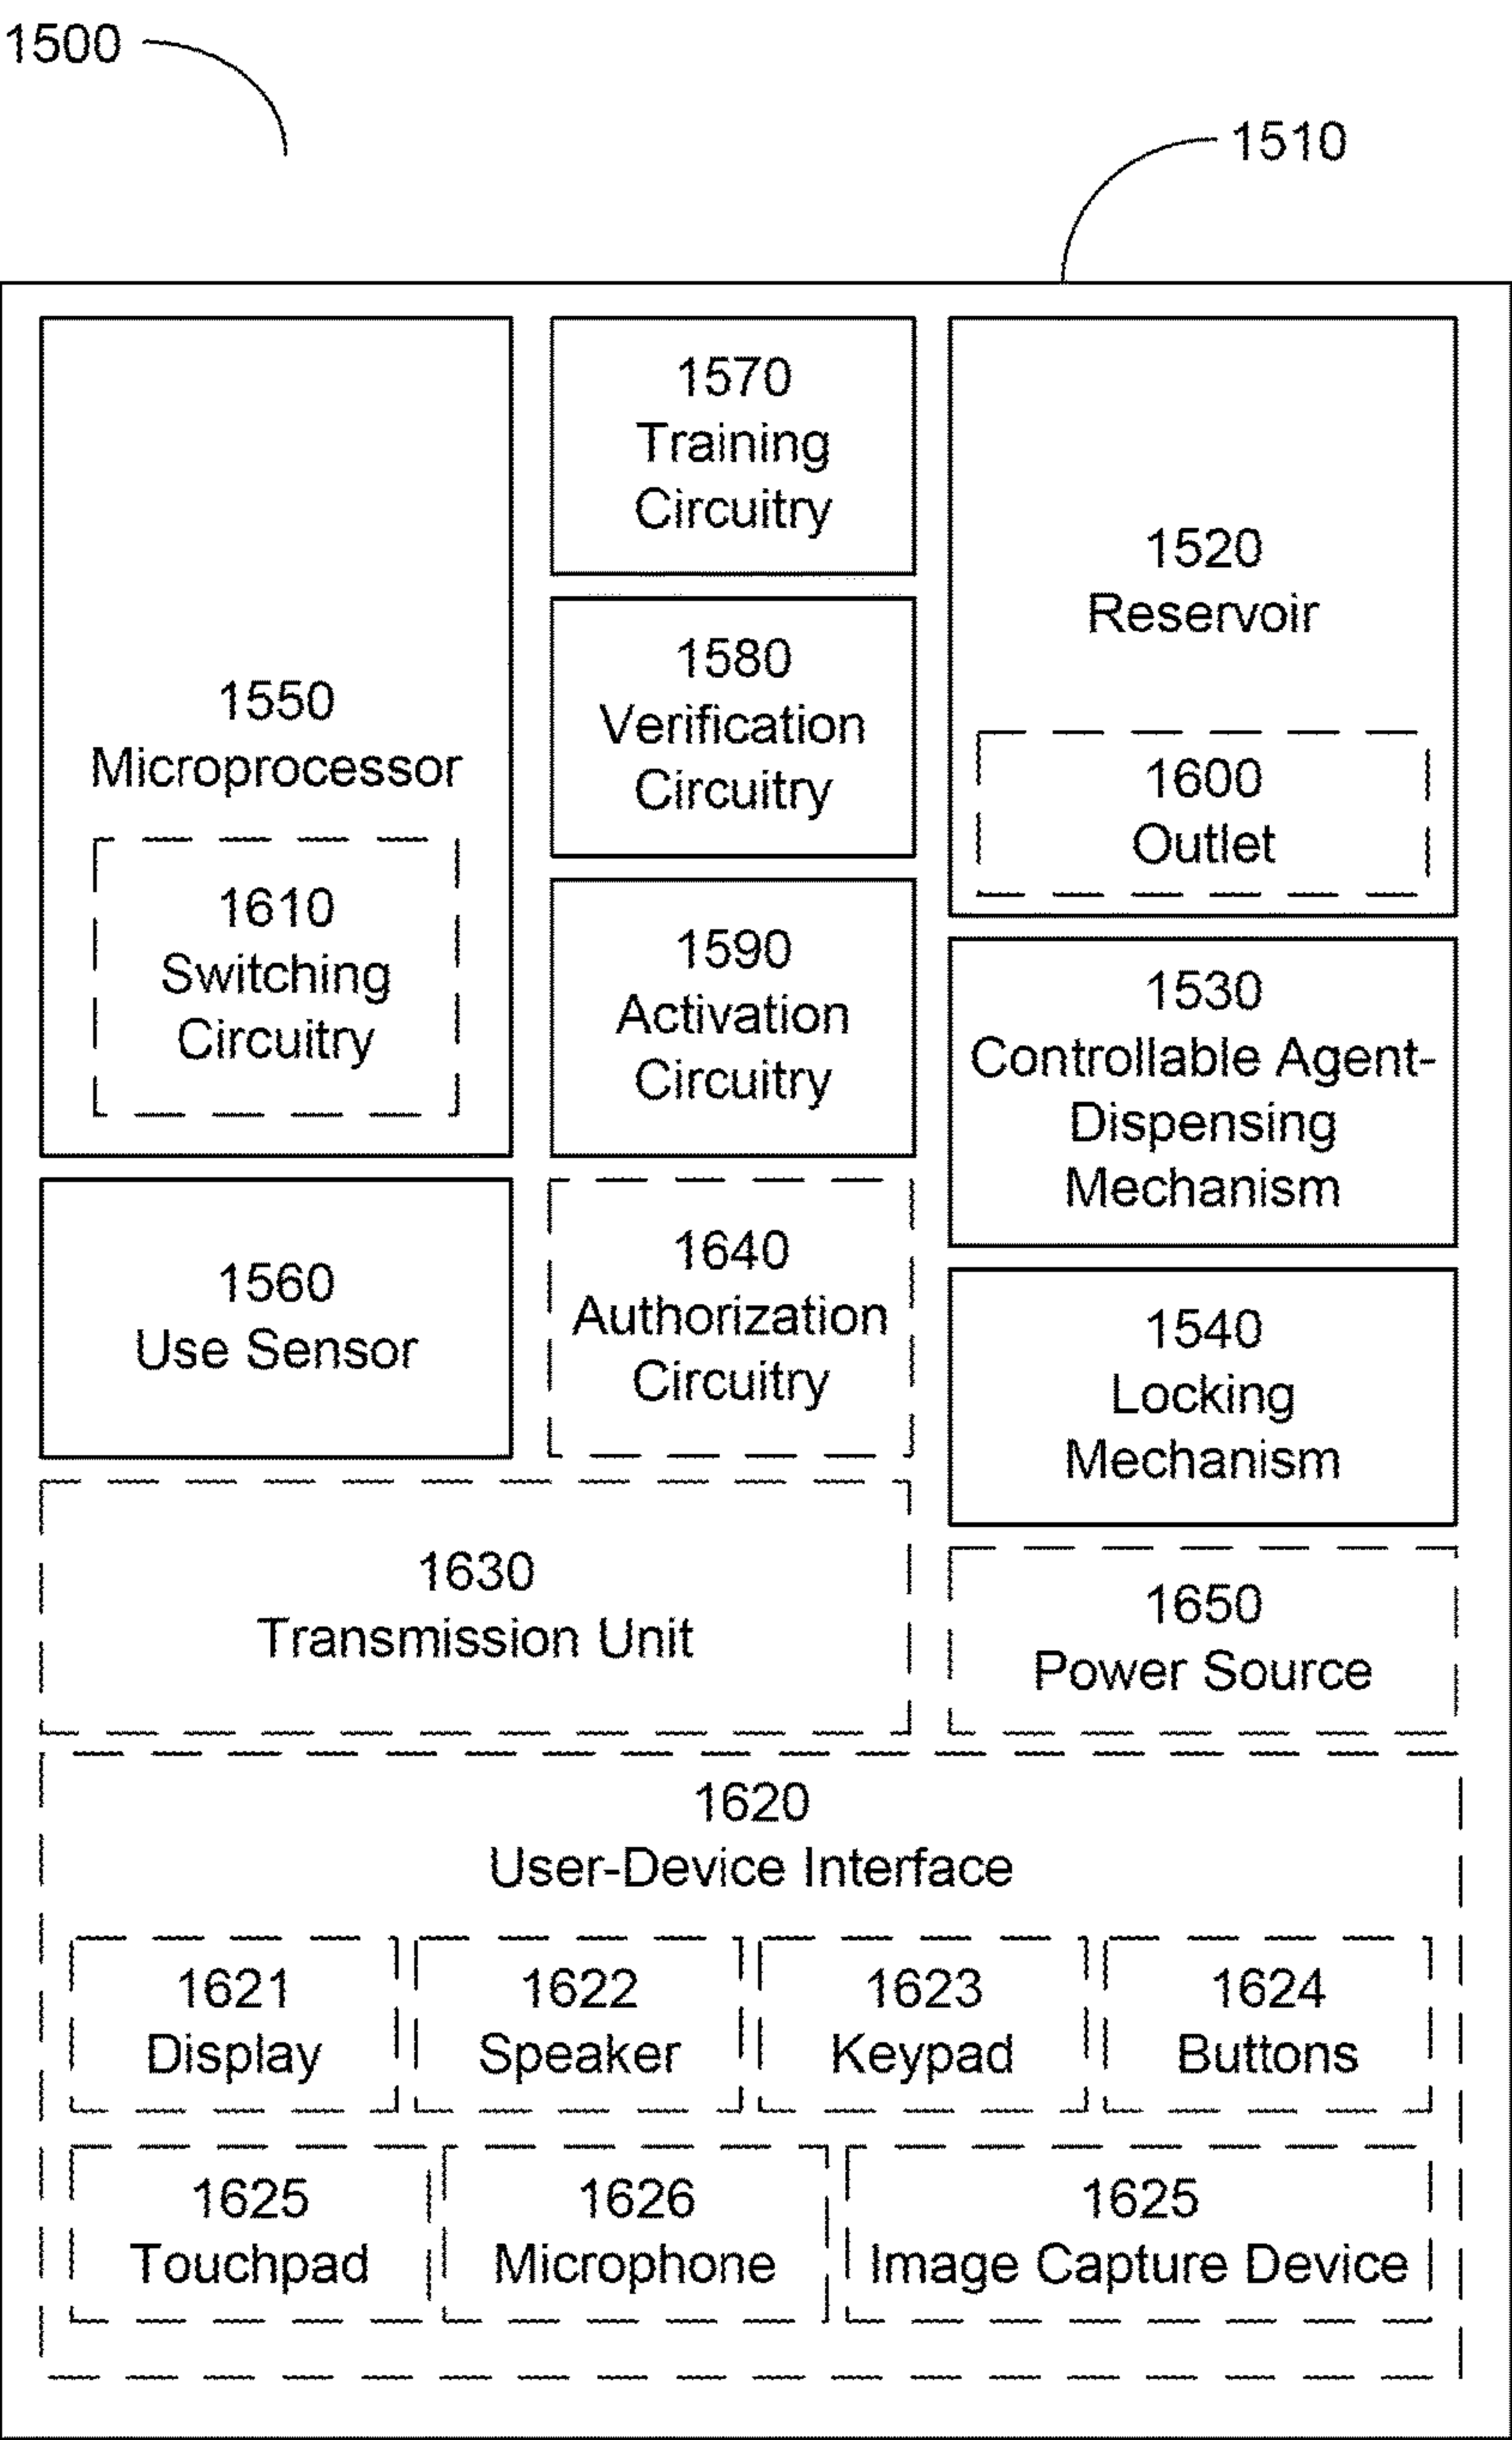 1500
1510
1550
Microprocessor
1610
Switching
Circuitry
1570
Training
Circuitry
1580
Verification
Circuitry
1590
Activation
Circuitry
1520
Reservoir
1600
Outlet
1530
Controllable Agent-
Dispensing
Mechanism
1560
Use Sensor
1640
Authorization
Circuitry
1540
Locking
Mechanism
1630
Transmission Unit
1650
Power Source
1620
User-Device Interface
1621
Display
1622
Speaker
1623
Keypad
1624
Buttons
1625
Touchpad
1626
Microphone
1625
Image Capture Device